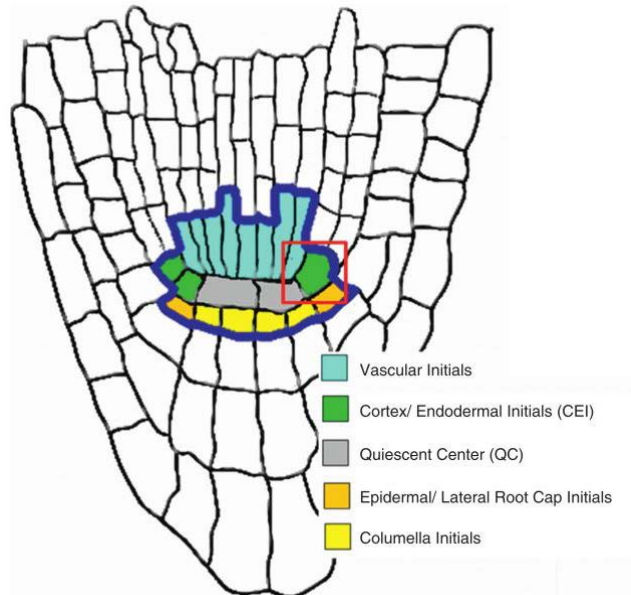 Vascular Initials
Cortex/ Endodermal Initials (CEI)
Quiescent Center (QC)
Epidermal/ Lateral Root Cap Initials
Columella Initials